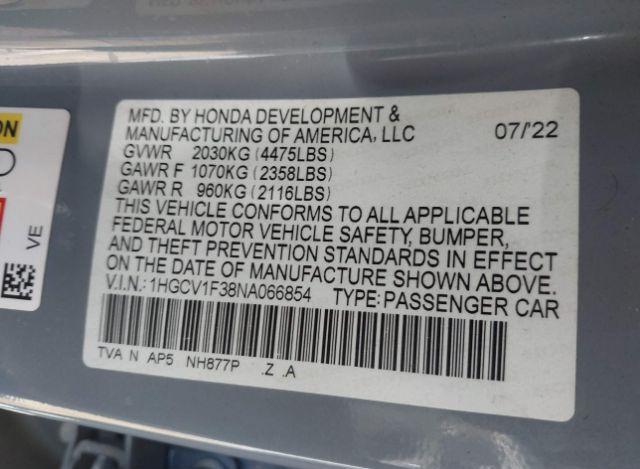 MFD. BY HONDA DEVELOPMENT &
MANUFACTURING OF AMERICA, LLC 07/'22
GVWR 2030KG (4475LBS)
GAWR F 1070KG (2358LBS)
GAWR R 960KG (2116LBS)
THIS VEHICLE CONFORMS TO ALL APPLICABLE
FEDERAL MOTOR VEHICLE SAFETY, BUMPER,
AND THEFT PREVENTION STANDARDS IN EFFECT
ON THE DATE OF MANUFACTURE SHOWN ABOVE.
V.I.N.: 1HGCV1F38NA066854 TYPE: PASSENGER CAR
TVA N AP5 NH877P .Z .A
VE